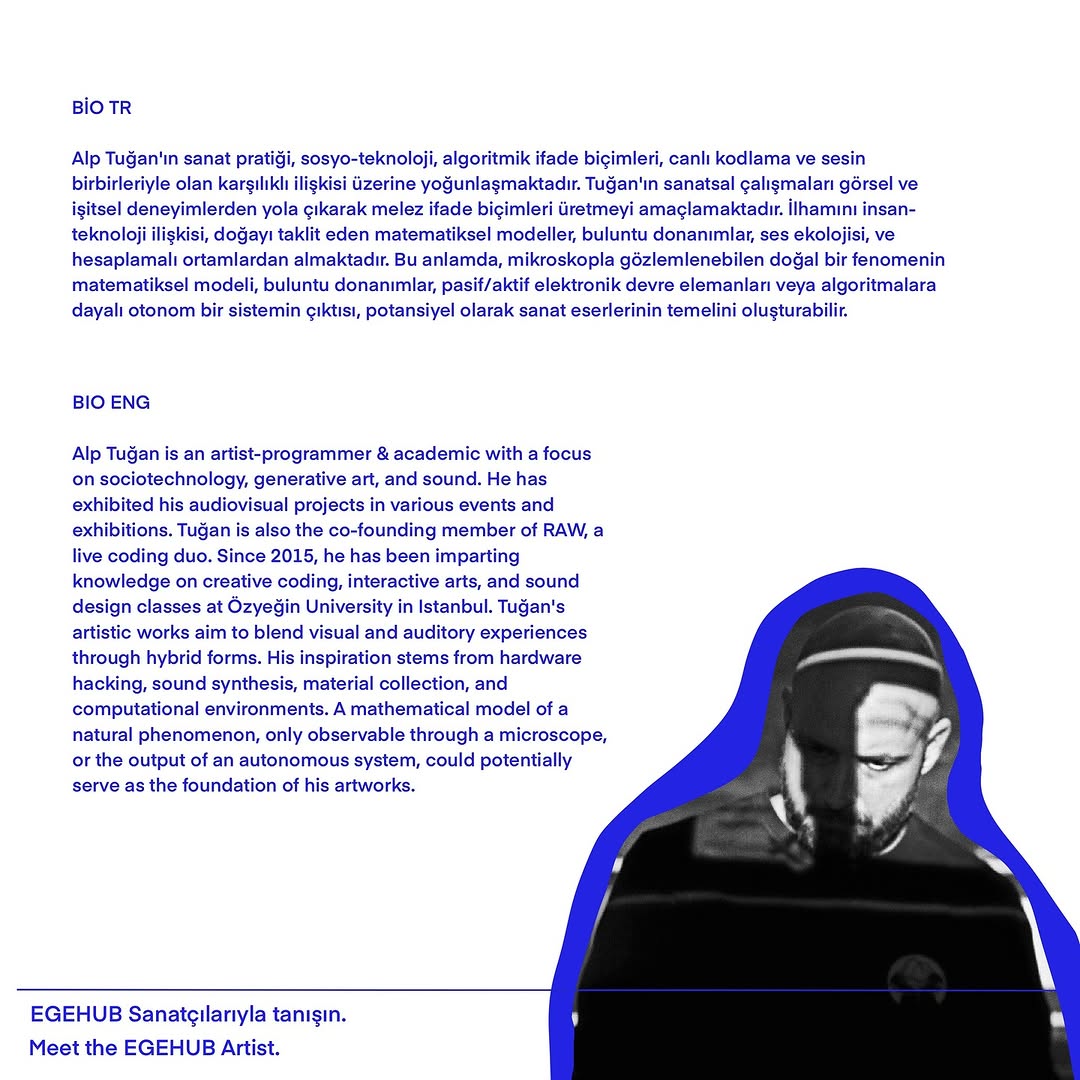 BİO TR
Alp Tuğan'ın sanat pratiği, sosyo-teknoloji, algoritmik ifade biçimleri, canlı kodlama ve sesin
birbirleriyle olan karşılıklı ilişkisi üzerine yoğunlaşmaktadır. Tuğan'ın sanatsal çalışmaları görsel ve
işitsel deneyimlerden yola çıkarak melez ifade biçimleri üretmeyi amaçlamaktadır. İlhamını insan-
teknoloji ilişkisi, doğayı taklit eden matematiksel modeller, buluntu donanımlar, ses ekolojisi, ve
hesaplamalı ortamlardan almaktadır. Bu anlamda, mikroskopla gözlemlenebilen doğal bir fenomenin
matematiksel modeli, buluntu donanımlar, pasif/aktif elektronik devre elemanları veya algoritmalara
dayalı otonom bir sistemin çıktısı, potansiyel olarak sanat eserlerinin temelini oluşturabilir.
BIO ENG
Alp Tuğan is an artist-programmer & academic with a focus
on sociotechnology, generative art, and sound. He has
exhibited his audiovisual projects in various events and
exhibitions. Tuğan is also the co-founding member of RAW, a
live coding duo. Since 2015, he has been imparting
knowledge on creative coding, interactive arts, and sound
design classes at Özyeğin University in Istanbul. Tuğan's
artistic works aim to blend visual and auditory experiences
through hybrid forms. His inspiration stems from hardware
hacking, sound synthesis, material collection, and
computational environments. A mathematical model of a
natural phenomenon, only observable through a microscope,
or the output of an autonomous system, could potentially
serve as the foundation of his artworks.
EGEHUB Sanatçılarıyla tanışın.
Meet the EGEHUB Artist.